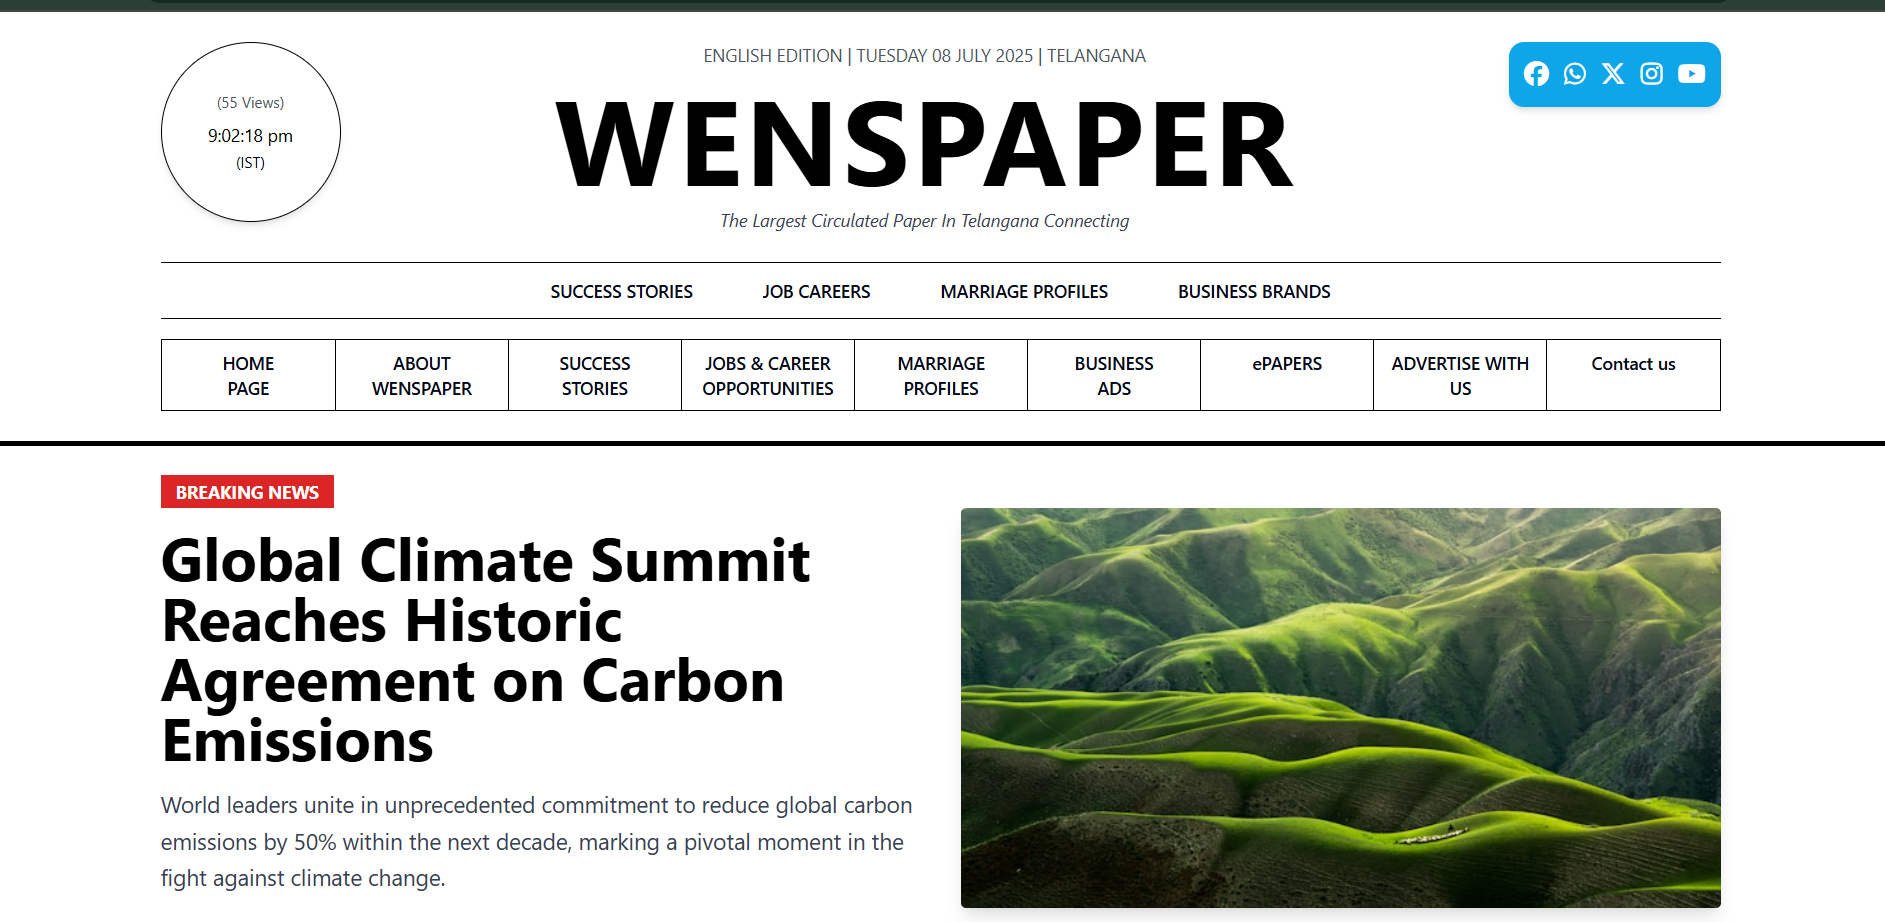 (55 Views)
9:02:18 pm
(IST)
ENGLISH EDITION | TUESDAY 08 JULY 2025 | TELANGANA
WENSPAPER
The Largest Circulated Paper In Telangana Connecting
SUCCESS STORIES
JOB CAREERS
MARRIAGE PROFILES
BUSINESS BRANDS
HOME
PAGE
ABOUT
WENSPAPER
SUCCESS
STORIES
JOBS & CAREER
OPPORTUNITIES
MARRIAGE
PROFILES
BUSINESS
ADS
ePAPERS
ADVERTISE WITH
US
Contact us
BREAKING NEWS
Global Climate Summit
Reaches Historic
Agreement on Carbon
Emissions
World leaders unite in unprecedented commitment to reduce global carbon
emissions by 50% within the next decade, marking a pivotal moment in the
fight against climate change.